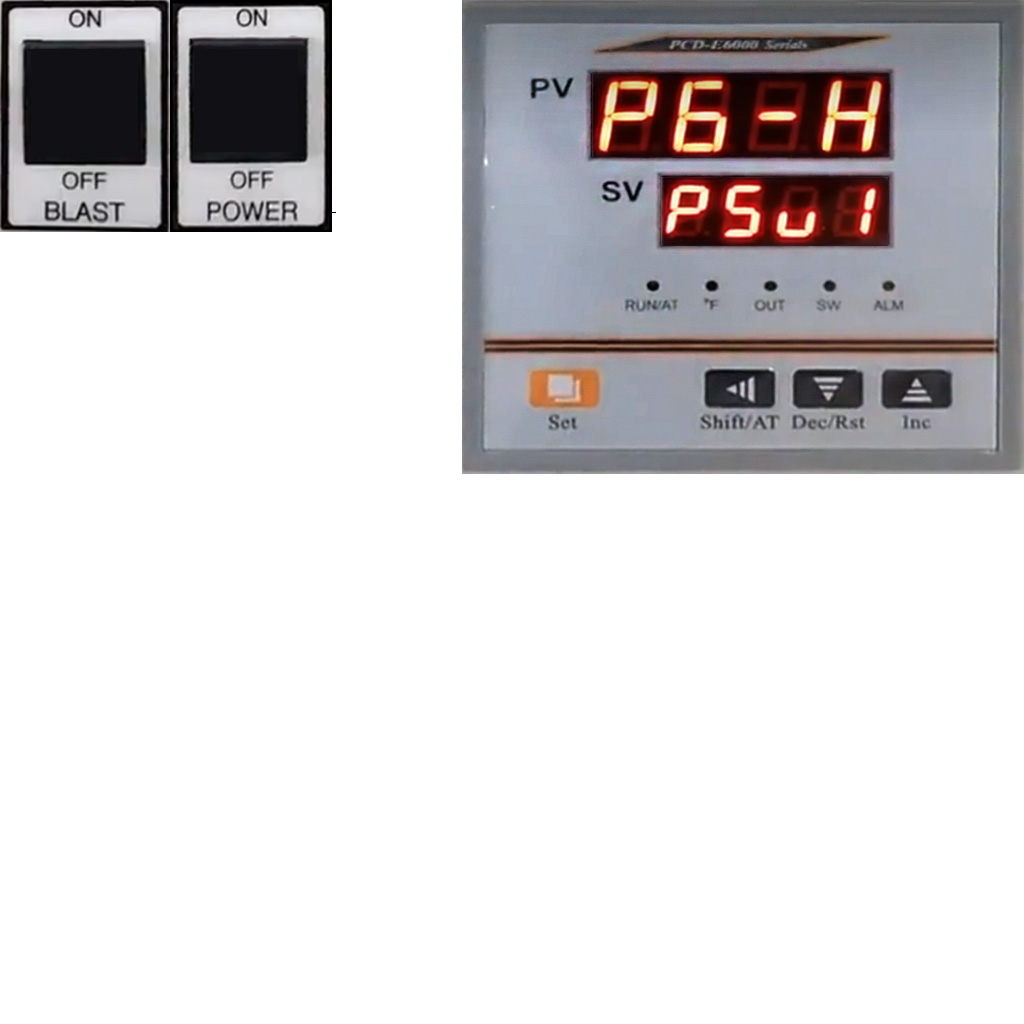 ON
OFF
BLAST
ON
OFF
POWER
PCD-E6000 Serials
PV
P6-H
SV
PSu1
RUN/AT °F OUT SW ALM
Set Shift/AT Dec/Rst Inc